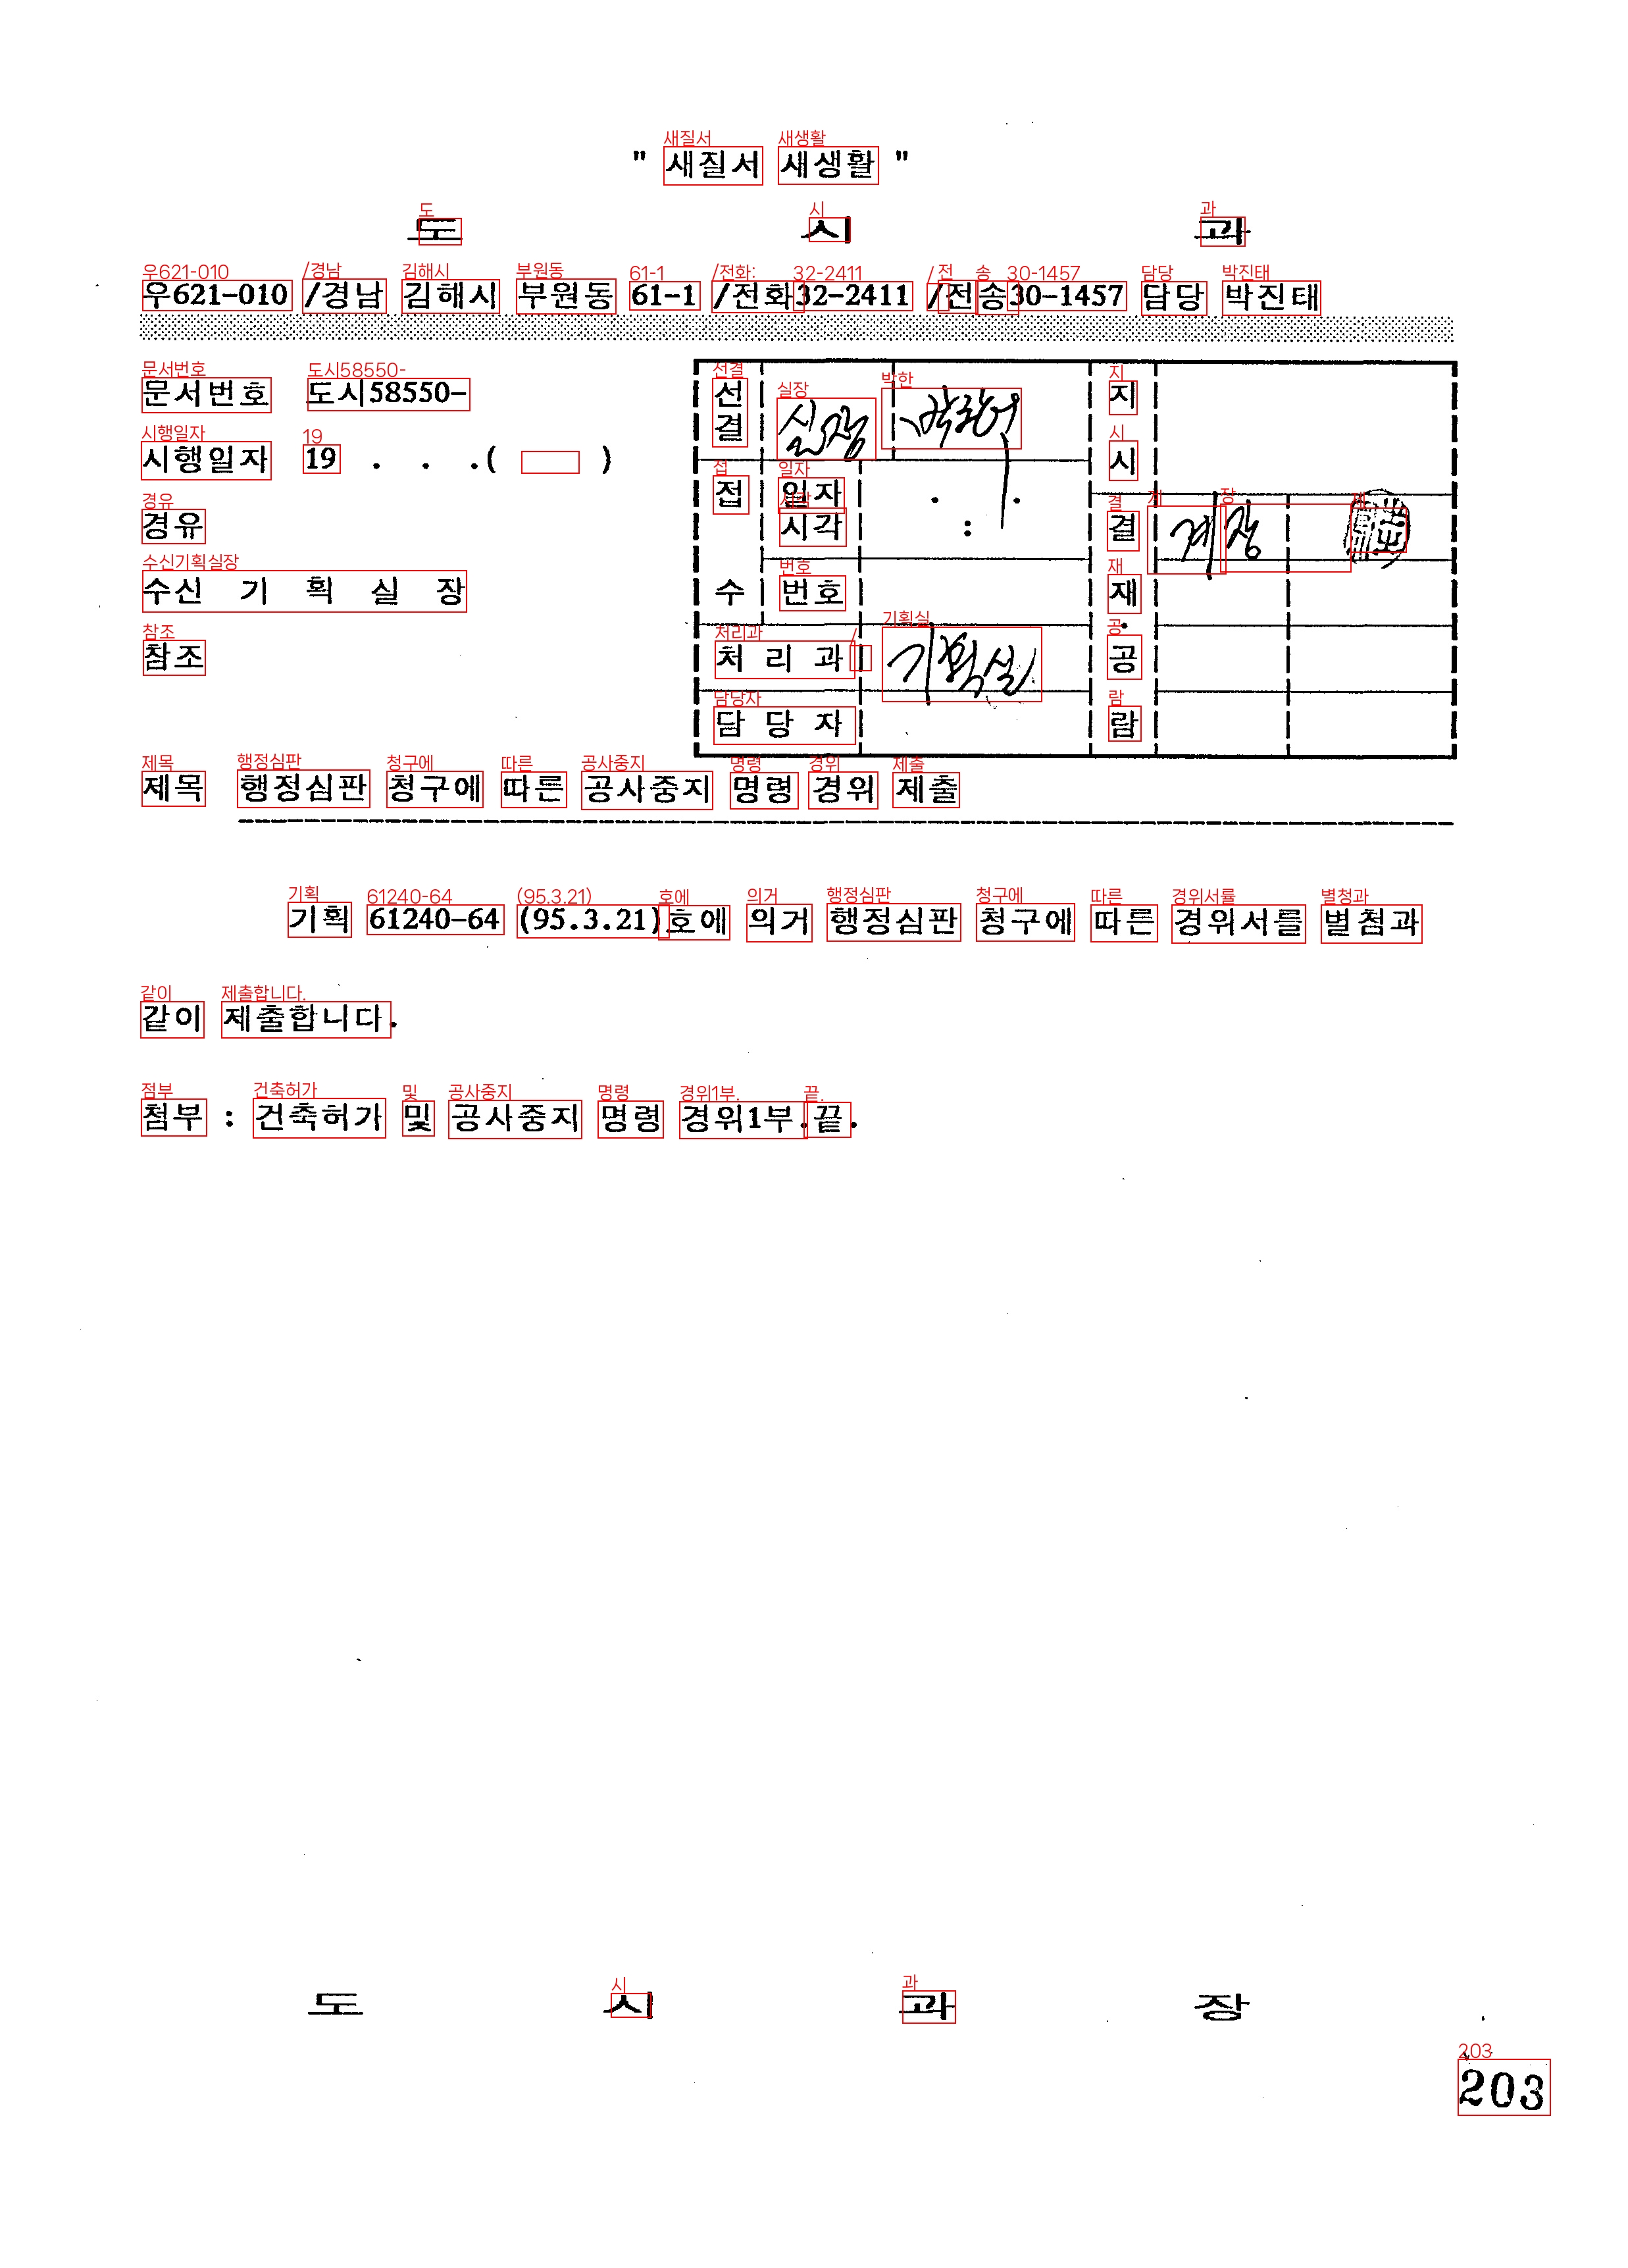 " 새질서 새생활 "
도 시 과
우621-010 /경남 김해시 부원동 61-1 /전화32-2411 /전송30-1457 담당 박진태
문서번호 도시58550-
시행일자 19 . . .( )
경유
수신 기 획 실 장
참조
선결 실장
접수 일자 시각 . . :
번호
처 리 과 기획실
담 당 자
지시
결재 계장
공람
제목 행정심판 청구에 따른 공사중지 명령 경위 제출
기획 61240-64 (95.3.21)호에 의거 행정심판 청구에 따른 경위서를 별첨과
같이 제출합니다.
첨부 : 건축허가 및 공사중지 명령 경위1부.끝.
도 시 과 장
203